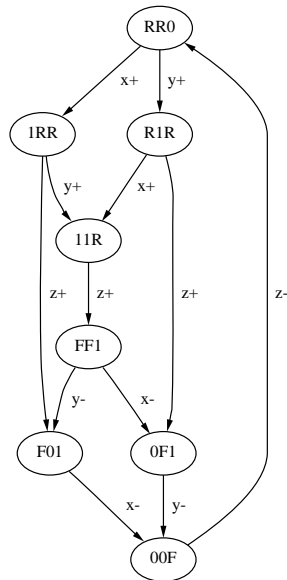 RR0
x+ y+
1RR R1R
y+ x+
11R
z+ z+ z+ z-
FF1
y- x-
F01 0F1
x- y-
00F